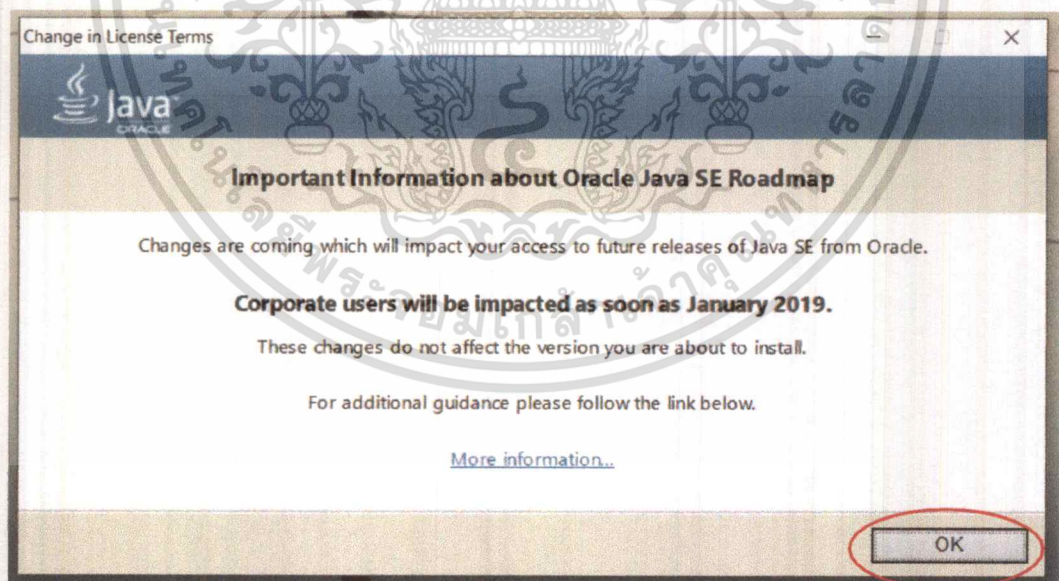 Change in License Terms
Java
ORACLE
Important Information about Oracle Java SE Roadmap
Changes are coming which will impact your access to future releases of Java SE from Oracle.
Corporate users will be impacted as soon as January 2019.
These changes do not affect the version you are about to install.
For additional guidance please follow the link below.
More information...
OK